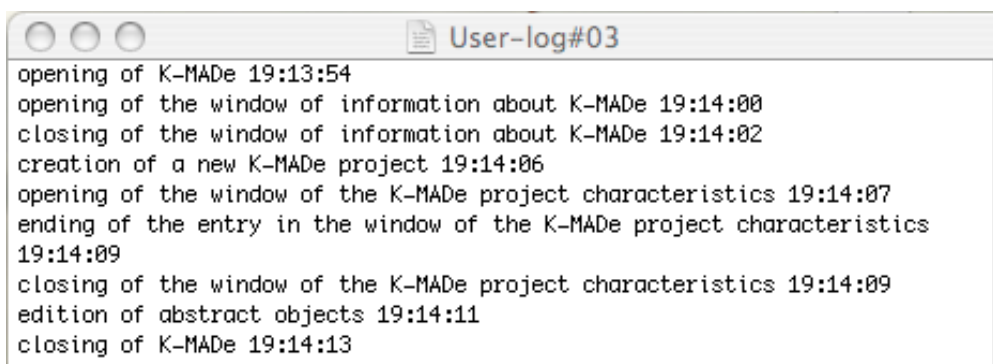 User-log#03
opening of K-MADe 19:13:54
opening of the window of information about K-MADe 19:14:00
closing of the window of information about K-MADe 19:14:02
creation of a new K-MADe project 19:14:06
opening of the window of the K-MADe project characteristics 19:14:07
ending of the entry in the window of the K-MADe project characteristics
19:14:09
closing of the window of the K-MADe project characteristics 19:14:09
edition of abstract objects 19:14:11
closing of K-MADe 19:14:13